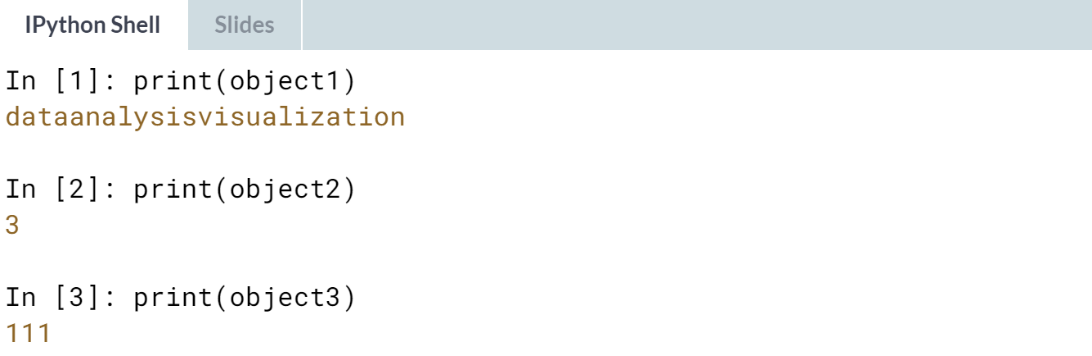 IPython Shell
Slides
In [1]: print(object1)
dataanalysisvisualization
In [2]: print(object2)
3
In [3]: print(object3)
111